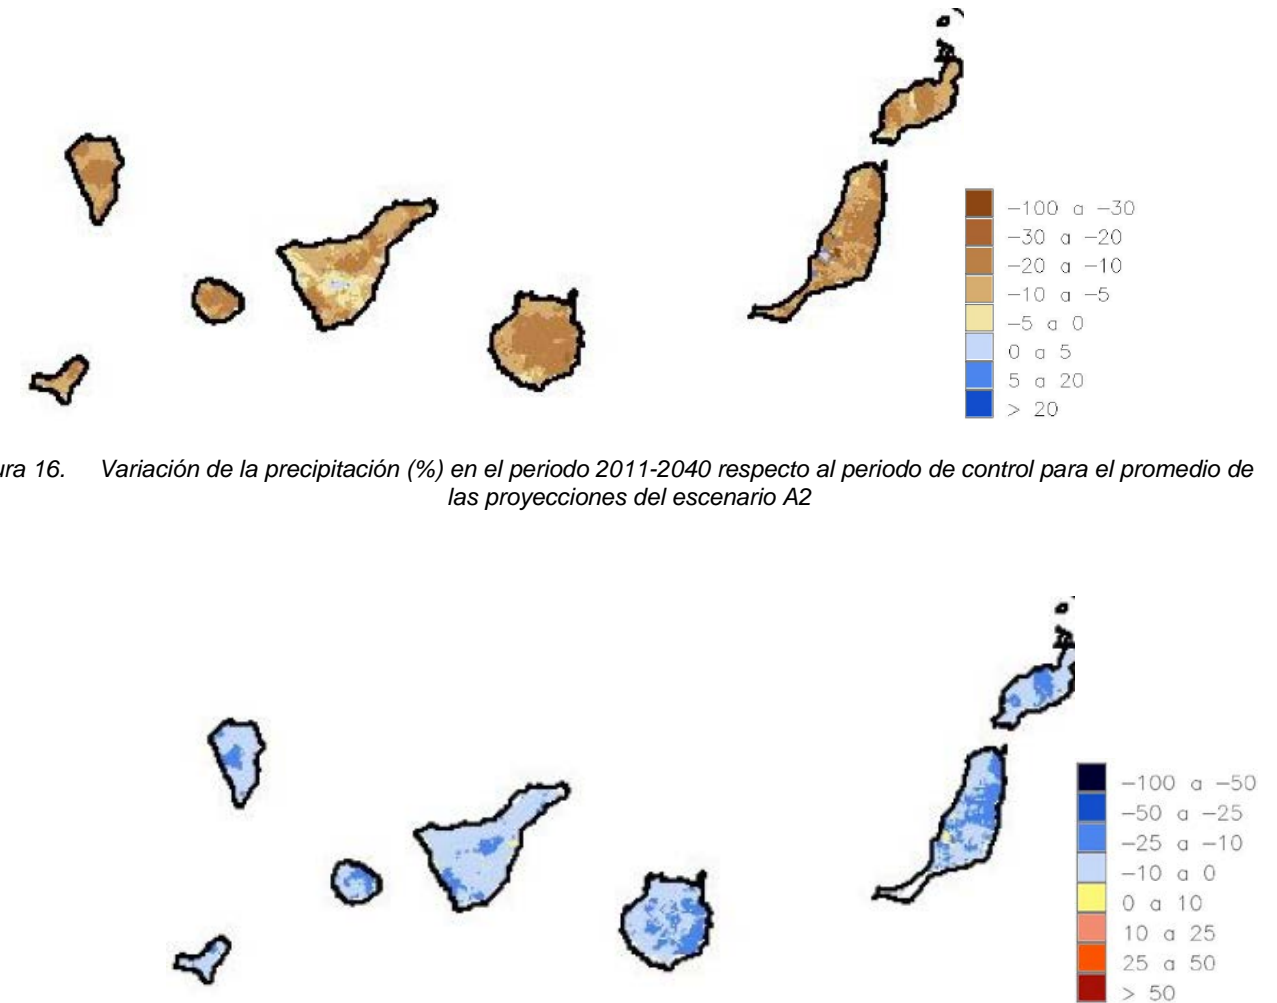 −100 a −30
−30 a −20
−20 a −10
−10 a −5
−5 a 0
0 a 5
5 a 20
> 20
ura 16. Variación de la precipitación (%) en el periodo 2011-2040 respecto al periodo de control para el promedio de
las proyecciones del escenario A2
−100 a −50
−50 a −25
−25 a −10
−10 a 0
0 a 10
10 a 25
25 a 50
> 50